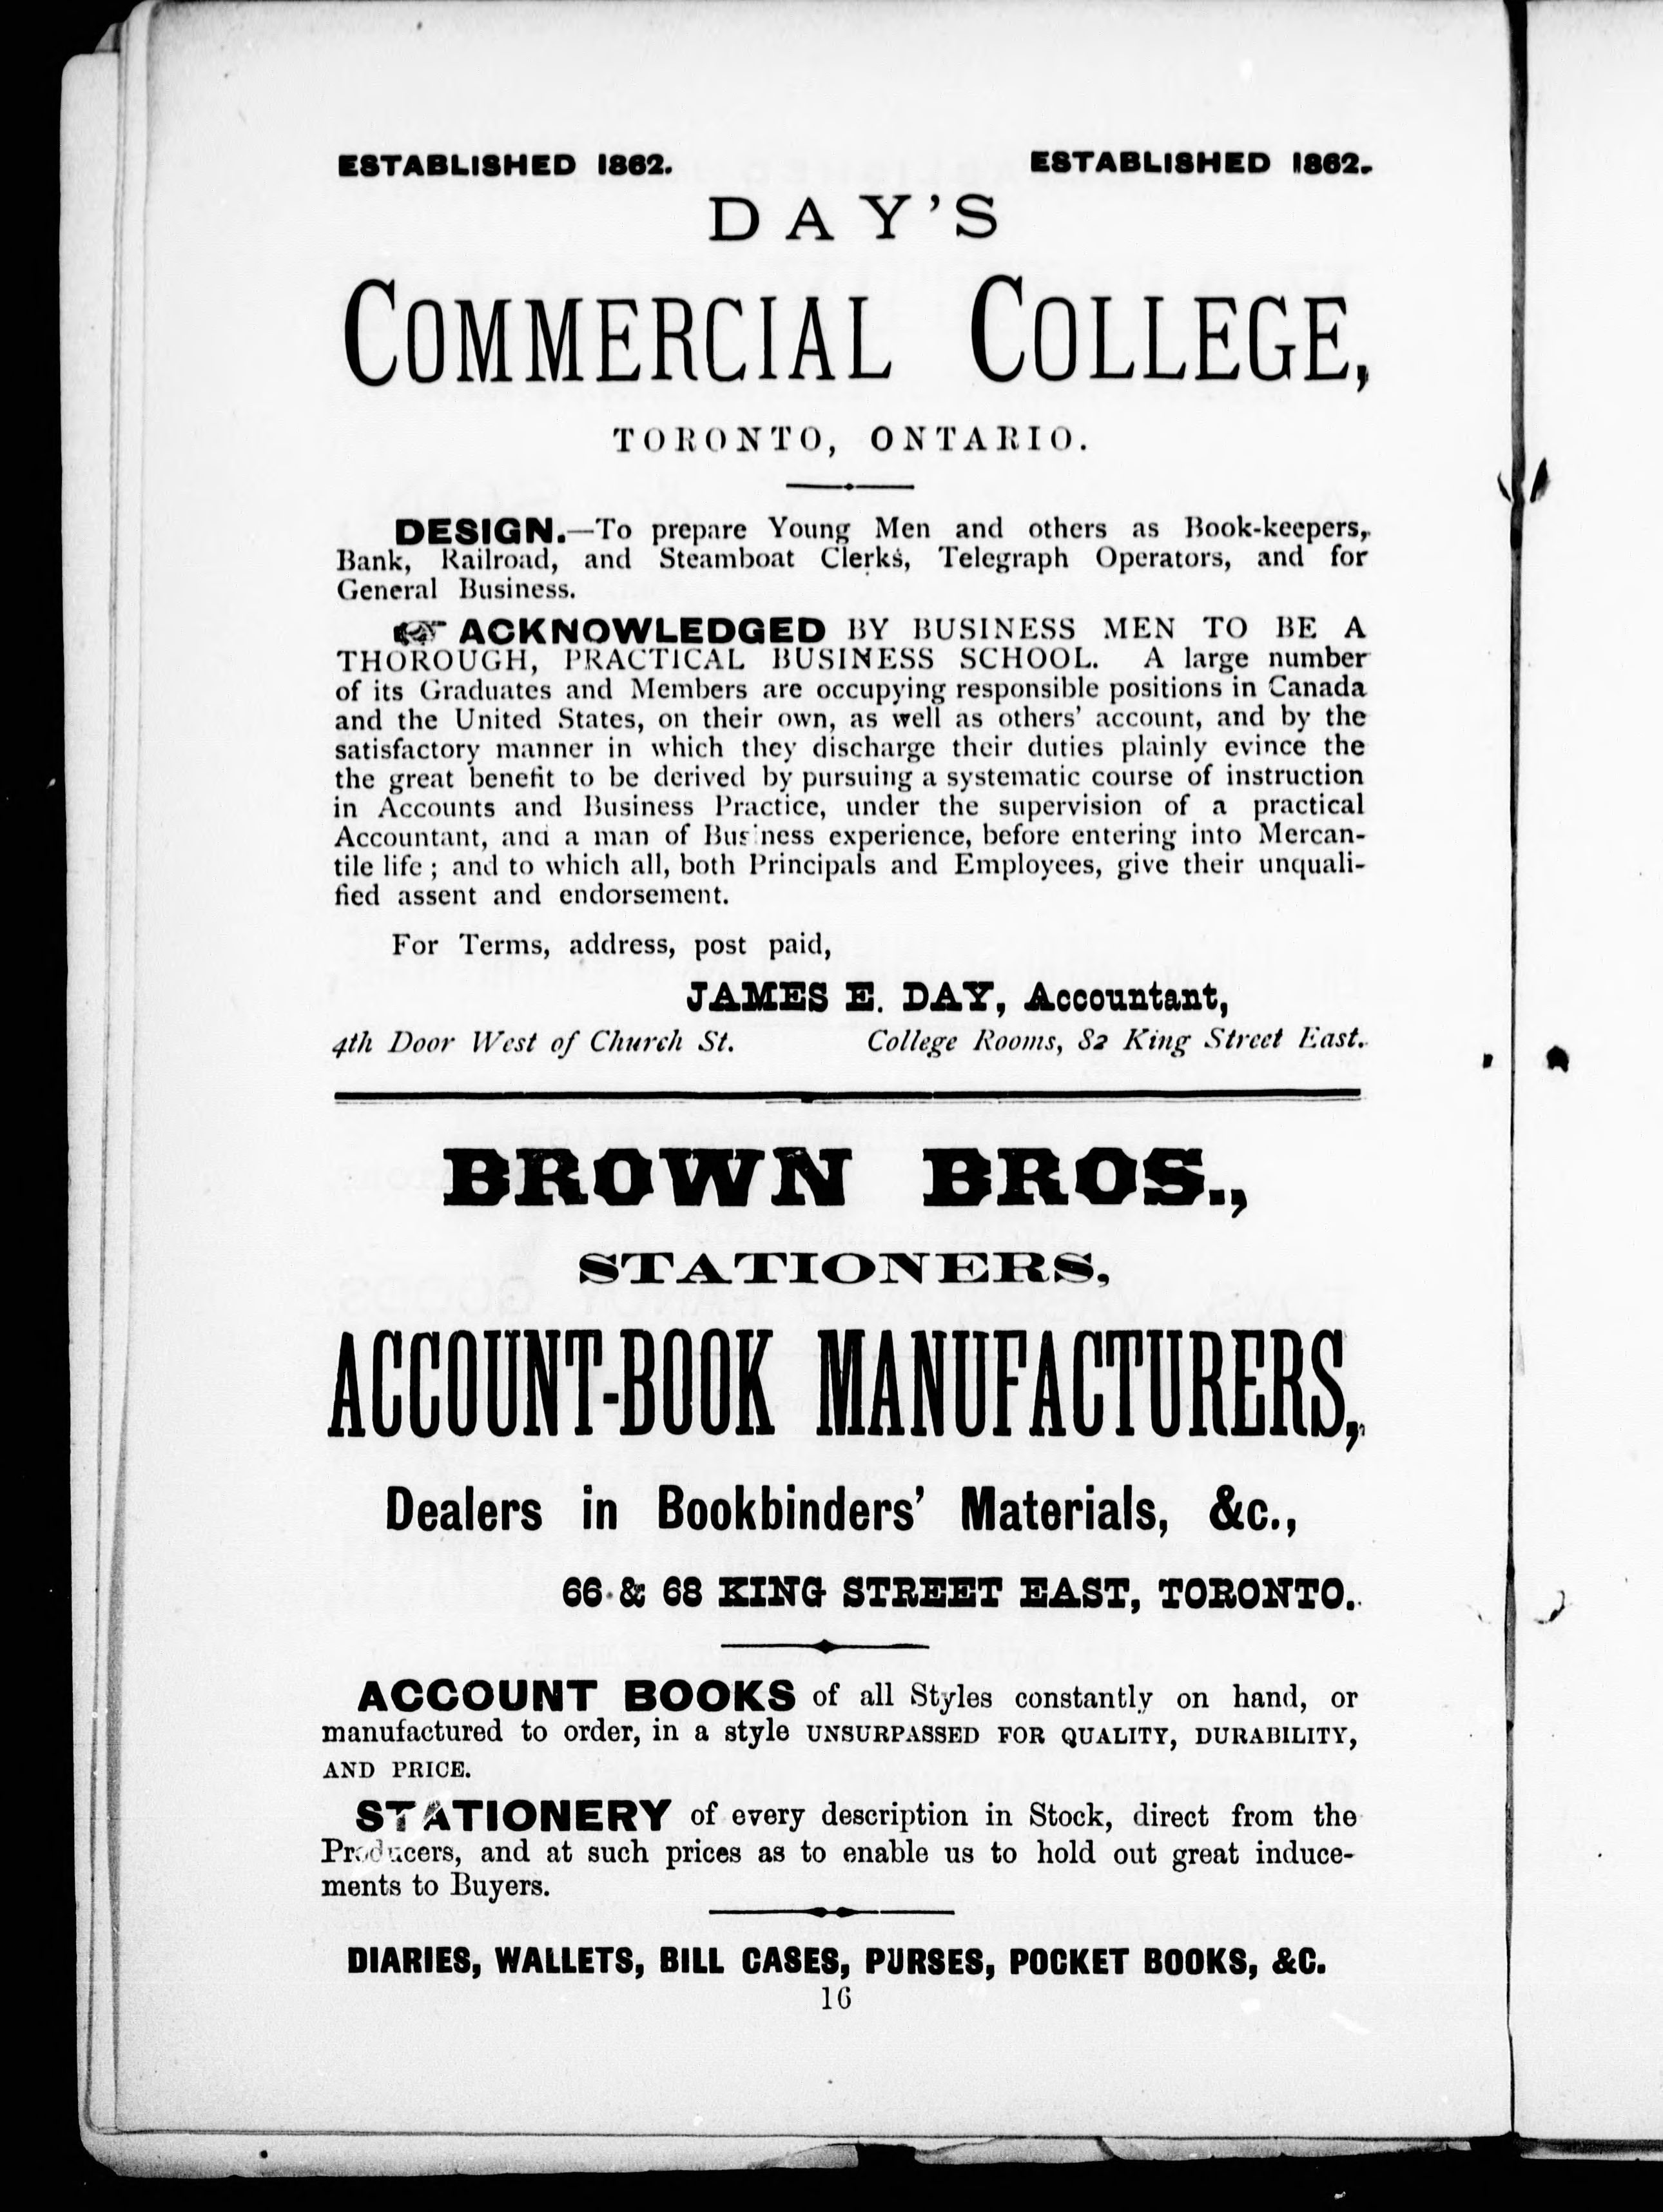 ESTABLISHED 1862. ESTABLISHED 1862.
DAY'S
COMMERCIAL COLLEGE,
TORONTO, ONTARIO.
DESIGN.—To prepare Young Men and others as Book-keepers,
Bank, Railroad, and Steamboat Clerks, Telegraph Operators, and for
General Business.
☞ ACKNOWLEDGED BY BUSINESS MEN TO BE A
THOROUGH, PRACTICAL BUSINESS SCHOOL. A large number
of its Graduates and Members are occupying responsible positions in Canada
and the United States, on their own, as well as others' account, and by the
satisfactory manner in which they discharge their duties plainly evince the
the great benefit to be derived by pursuing a systematic course of instruction
in Accounts and Business Practice, under the supervision of a practical
Accountant, and a man of Business experience, before entering into Mercan-
tile life ; and to which all, both Principals and Employees, give their unquali-
fied assent and endorsement.
For Terms, address, post paid,
JAMES E. DAY, Accountant,
4th Door West of Church St. College Rooms, 82 King Street East.
BROWN BROS.,
STATIONERS,
ACCOUNT-BOOK MANUFACTURERS,
Dealers in Bookbinders' Materials, &c.,
66 & 68 KING STREET EAST, TORONTO.
ACCOUNT BOOKS of all Styles constantly on hand, or
manufactured to order, in a style UNSURPASSED FOR QUALITY, DURABILITY,
AND PRICE.
STATIONERY of every description in Stock, direct from the
Producers, and at such prices as to enable us to hold out great induce-
ments to Buyers.
DIARIES, WALLETS, BILL CASES, PURSES, POCKET BOOKS, &C.
16